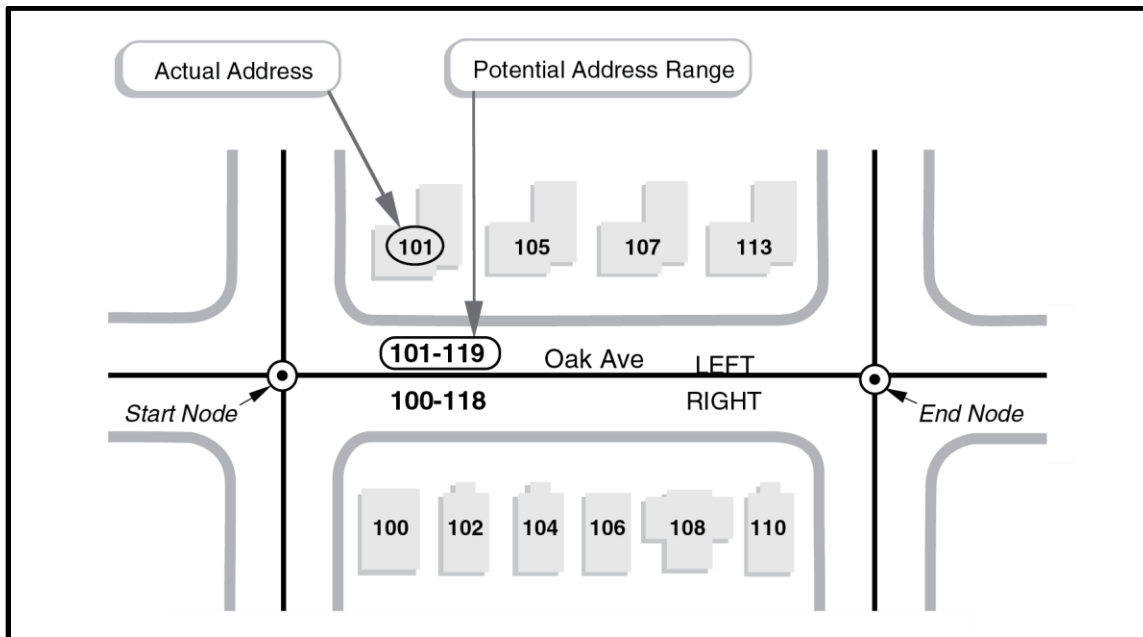 Actual Address
Potential Address Range
101
105
107
113
101-119
Oak Ave
LEFT
100-118
RIGHT
Start Node
End Node
100
102
104
106
108
110